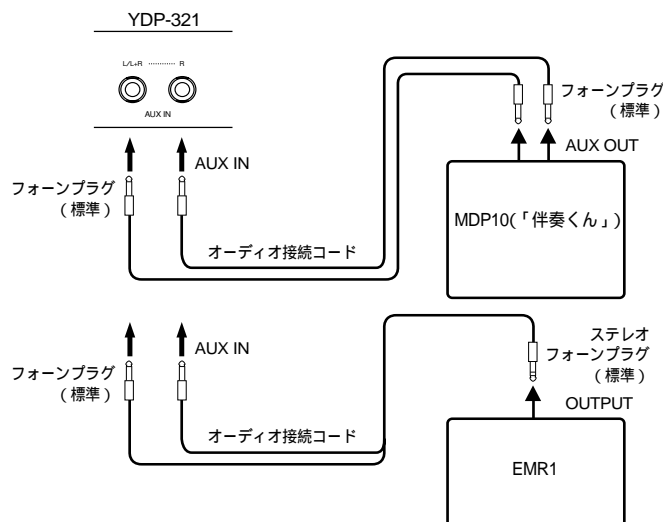 YDP-321
L/L+R ............ R
AUX IN
フォーンプラグ
(標準)
AUX IN
オーディオ接続コード
フォーンプラグ
(標準)
AUX OUT
MDP10(「伴奏くん」)
フォーンプラグ
(標準)
AUX IN
オーディオ接続コード
ステレオ
フォーンプラグ
(標準)
OUTPUT
EMR1